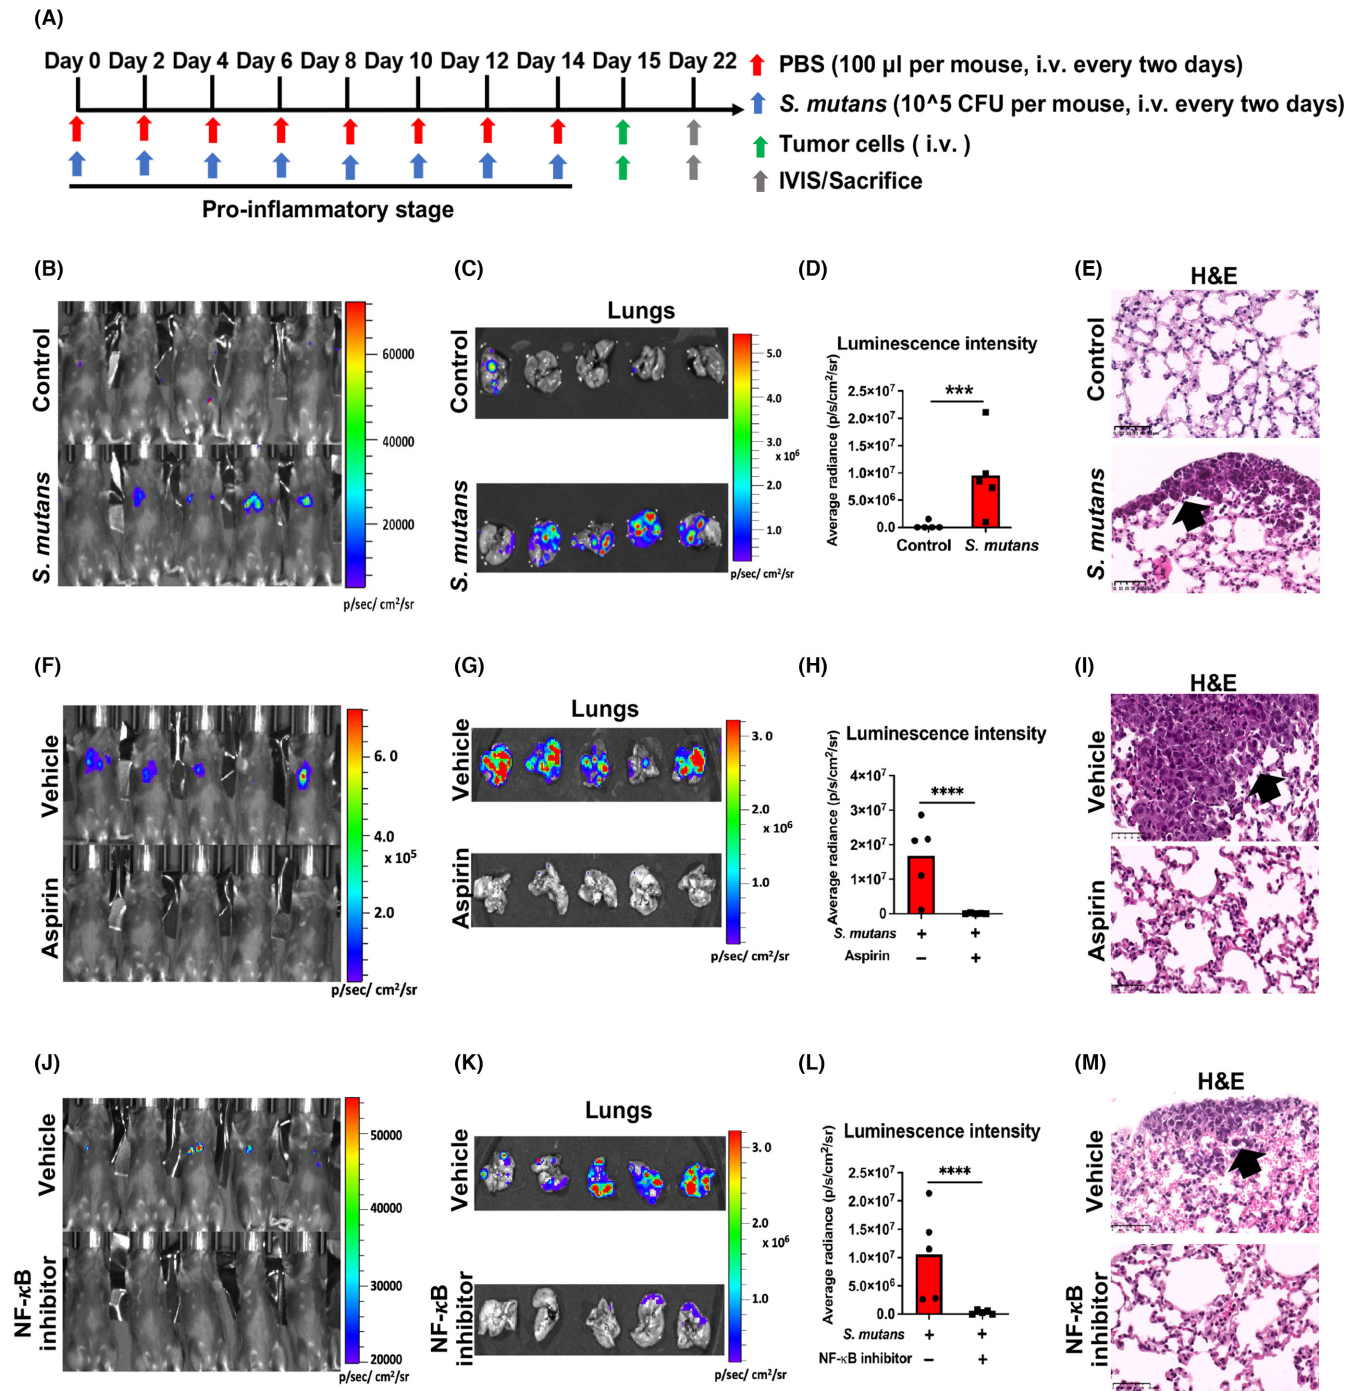 (A)
Day 0 Day 2 Day 4 Day 6 Day 8 Day 10 Day 12 Day 14 Day 15 Day 22
PBS (100 µl per mouse, i.v. every two days)
S. mutans (10^5 CFU per mouse, i.v. every two days)
Tumor cells ( i.v. )
IVIS/Sacrifice
Pro-inflammatory stage
(B)
Control
S. mutans
60000
40000
20000
p/sec/ cm²/sr
(C)
Lungs
Control
S. mutans
5.0
4.0
3.0
x 10⁶
2.0
1.0
p/sec/ cm²/sr
(D)
Luminescence intensity
Average radiance (p/s/cm²/sr)
2.5×10⁷
2.0×10⁷
1.5×10⁷
1.0×10⁷
5.0×10⁶
0.0
***
Control S. mutans
(E)
H&E
Control
S. mutans
(F)
Vehicle
Aspirin
6. 0
4.0
x 10⁵
2.0
p/sec/ cm²/sr
(G)
Lungs
Vehicle
Aspirin
3. 0
2.0
x 10⁶
1.0
p/sec/ cm²/sr
(H)
Luminescence intensity
Average radiance (p/s/cm²/sr)
4×10⁷
3×10⁷
2×10⁷
1×10⁷
0
****
S. mutans + +
Aspirin − +
(I)
H&E
Vehicle
Aspirin
(J)
Vehicle
NF-κB
inhibitor
50000
40000
30000
20000
p/sec/ cm²/sr
(K)
Lungs
Vehicle
NF-κB
inhibitor
3.0
2.0
x 10⁶
1.0
p/sec/ cm²/sr
(L)
Luminescence intensity
Average radiance (p/s/cm²/sr)
2.5×10⁷
2.0×10⁷
1.5×10⁷
1.0×10⁷
5.0×10⁶
0.0
****
S. mutans + +
NF-κB inhibitor − +
(M)
H&E
Vehicle
NF-κB
inhibitor